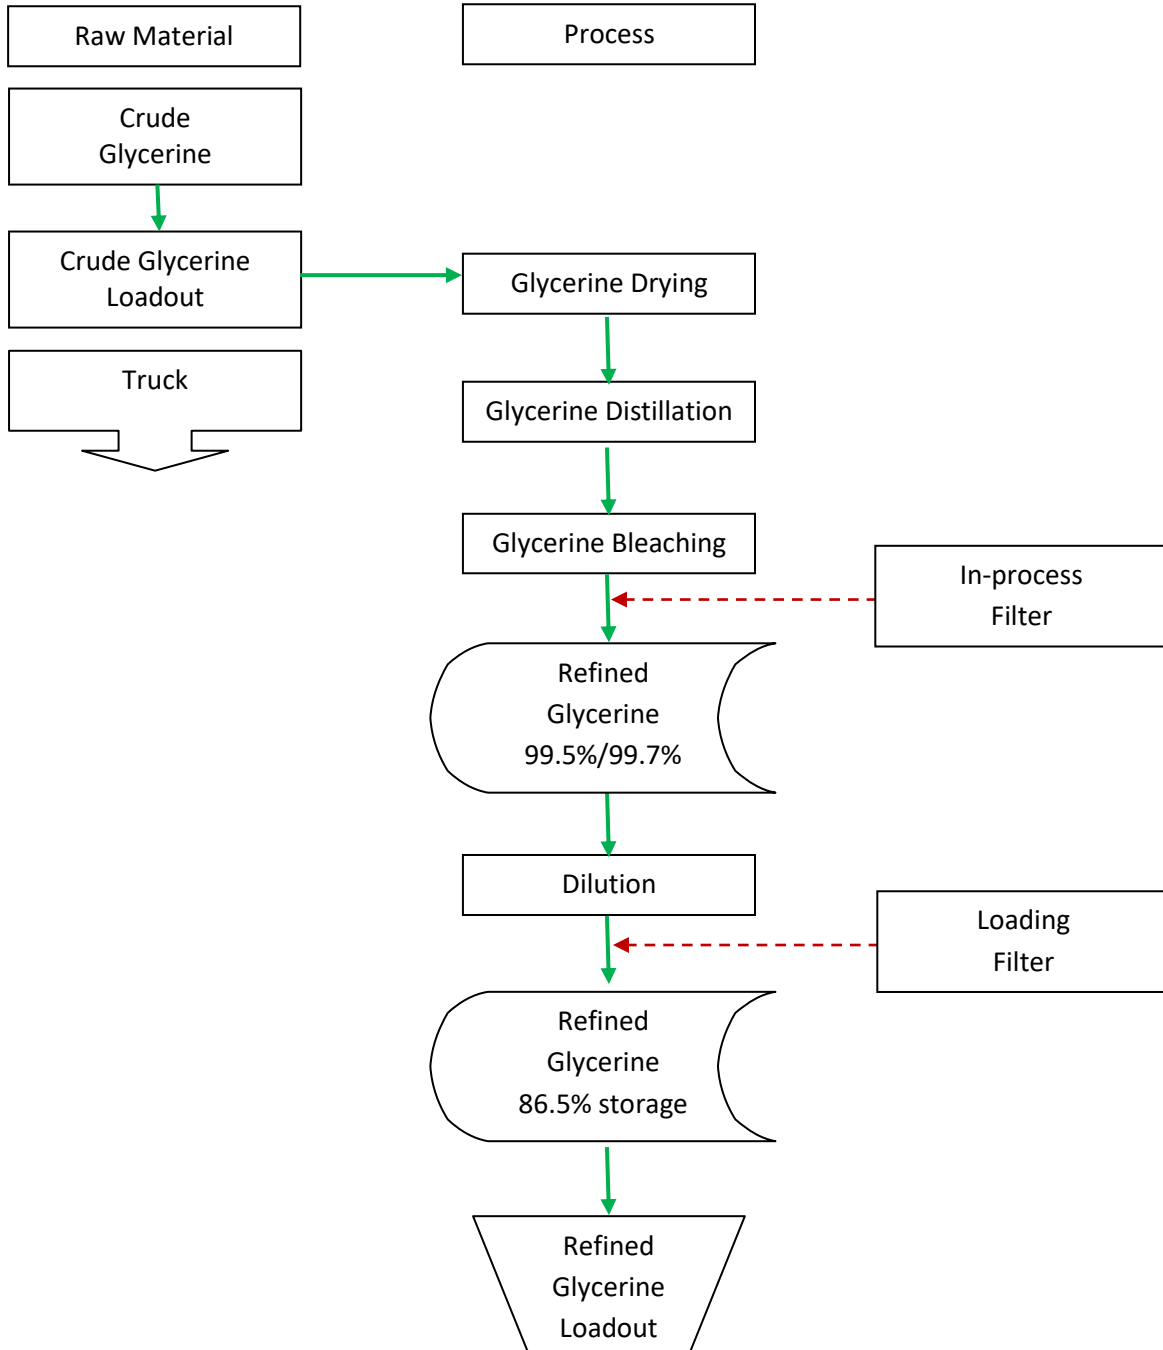 Raw Material
Process
Crude
Glycerine
Crude Glycerine
Loadout
Glycerine Drying
Truck
Glycerine Distillation
Glycerine Bleaching
In-process
Filter
Refined
Glycerine
99.5%/99.7%
Dilution
Loading
Filter
Refined
Glycerine
86.5% storage
Refined
Glycerine
Loadout